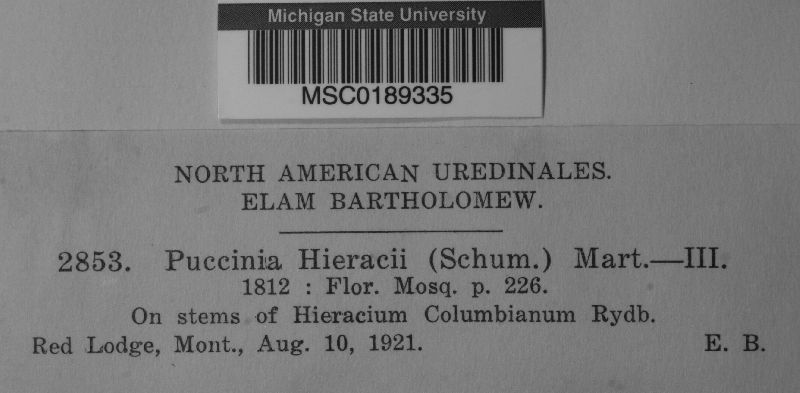 Michigan State University
MSC0189335
NORTH AMERICAN UREDINALES.
ELAM BARTHOLOMEW.
2853. Puccinia Hieracii (Schum.) Mart.—III.
1812 : Flor. Mosq. p. 226.
On stems of Hieracium Columbianum Rydb.
Red Lodge, Mont., Aug. 10, 1921. E. B.